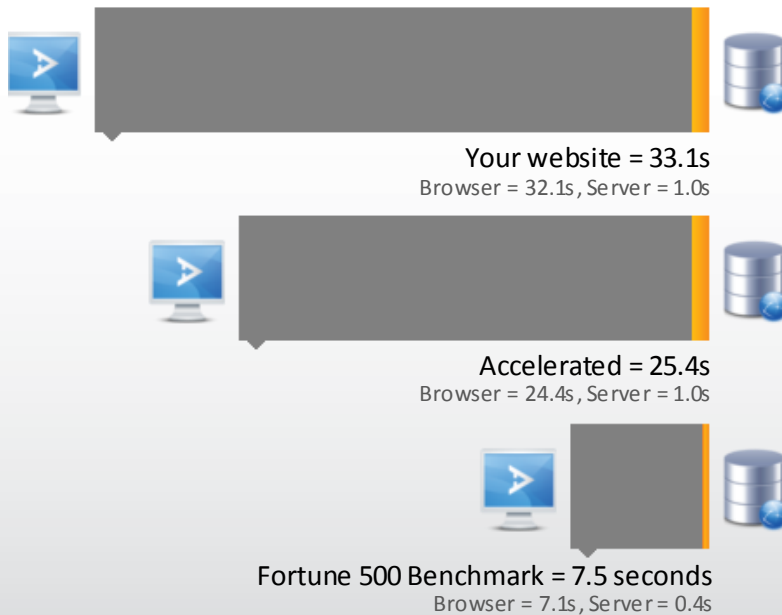 Your website = 33.1s
Browser = 32.1s, Server = 1.0s
Accelerated = 25.4s
Browser = 24.4s, Server = 1.0s
Fortune 500 Benchmark = 7.5 seconds
Browser = 7.1s, Server = 0.4s